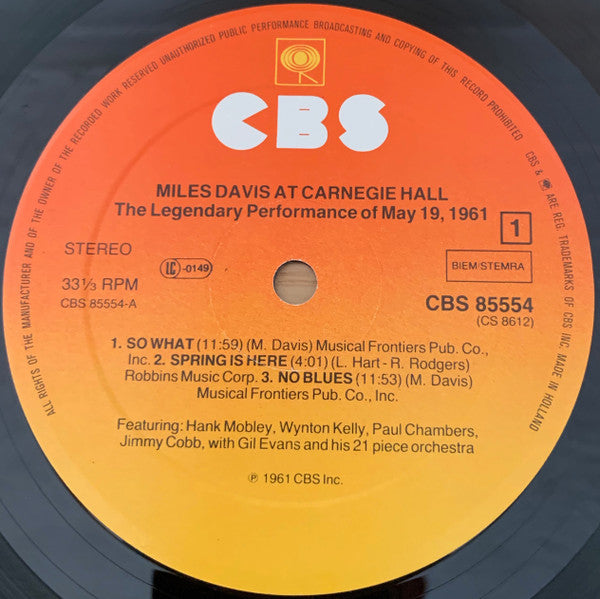 ALL RIGHTS OF THE MANUFACTURER AND OF THE OWNER OF THE RECORDED WORK RESERVED UNAUTHORIZED PUBLIC PERFORMANCE BROADCASTING AND COPYING OF THIS RECORD PROHIBITED
CBS & ARE REG. TRADEMARKS OF CBS INC. MADE IN HOLLAND
CBS
MILES DAVIS AT CARNEGIE HALL
The Legendary Performance of May 19, 1961
1
STEREO
33⅓ RPM
CBS 85554-A
LC -0149
BIEM/STEMRA
CBS 85554
(CS 8612)
1. SO WHAT (11:59) (M. Davis) Musical Frontiers Pub. Co.,
Inc. 2. SPRING IS HERE (4:01) (L. Hart - R. Rodgers)
Robbins Music Corp. 3. NO BLUES (11:53) (M. Davis)
Musical Frontiers Pub. Co., Inc.
Featuring: Hank Mobley, Wynton Kelly, Paul Chambers,
Jimmy Cobb, with Gil Evans and his 21 piece orchestra
℗ 1961 CBS Inc.